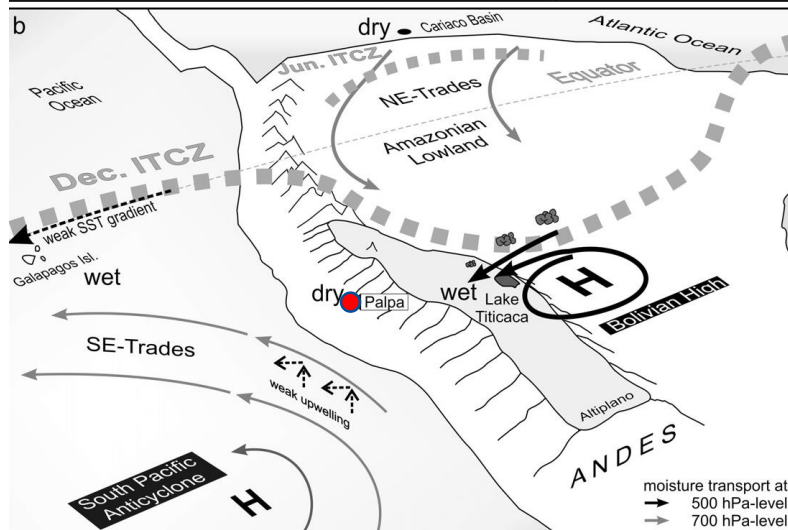 b
dry
Cariaco Basin
Atlantic Ocean
Jun. ITCZ
Equator
Pacific
Ocean
NE-Trades
Amazonian
Lowland
Dec. ITCZ
weak SST gradient
Galapagos Isl.
wet
H
dry
Palpa
wet
Lake
Titicaca
Bolivian High
SE-Trades
weak upwelling
Altiplano
ANDES
South Pacific
Anticyclone
H
moisture transport at
500 hPa-level
700 hPa-level